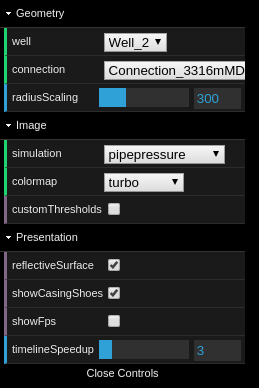 Geometry
well Well_2
connection Connection_3316mMD
radiusScaling 300
Image
simulation pipepressure
colormap turbo
customThresholds
Presentation
reflectiveSurface
showCasingShoes
showFps
timelineSpeedup 3
Close Controls